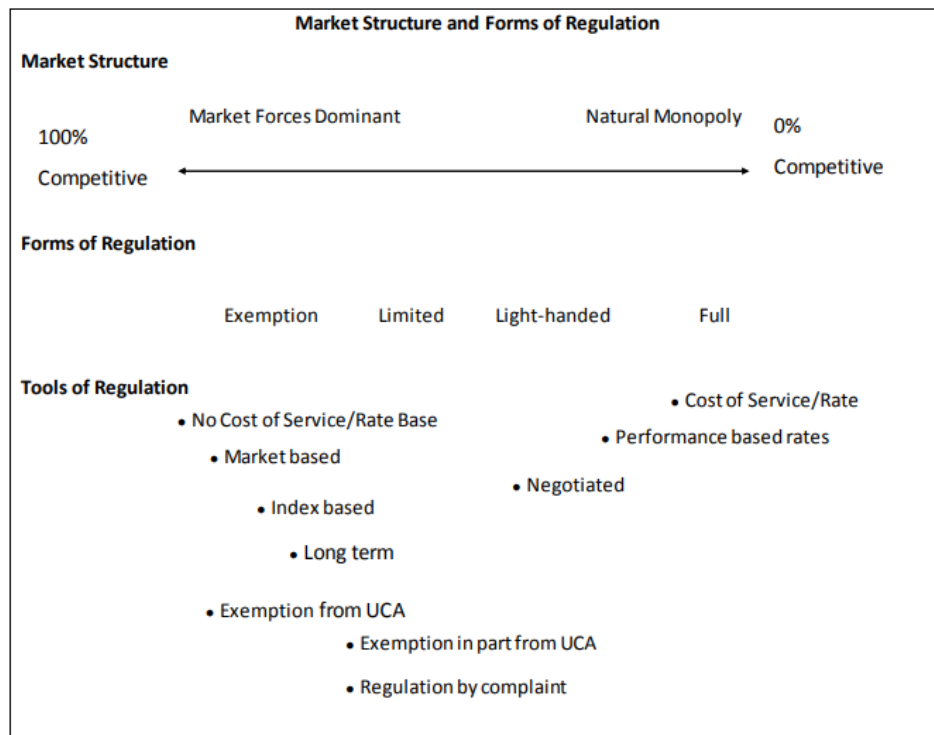 Market Structure and Forms of Regulation
Market Structure
Market Forces Dominant Natural Monopoly
100% 0%
Competitive Competitive
Forms of Regulation
Exemption Limited Light-handed Full
Tools of Regulation
• Cost of Service/Rate
• No Cost of Service/Rate Base
• Performance based rates
• Market based
• Negotiated
• Index based
• Long term
• Exemption from UCA
• Exemption in part from UCA
• Regulation by complaint